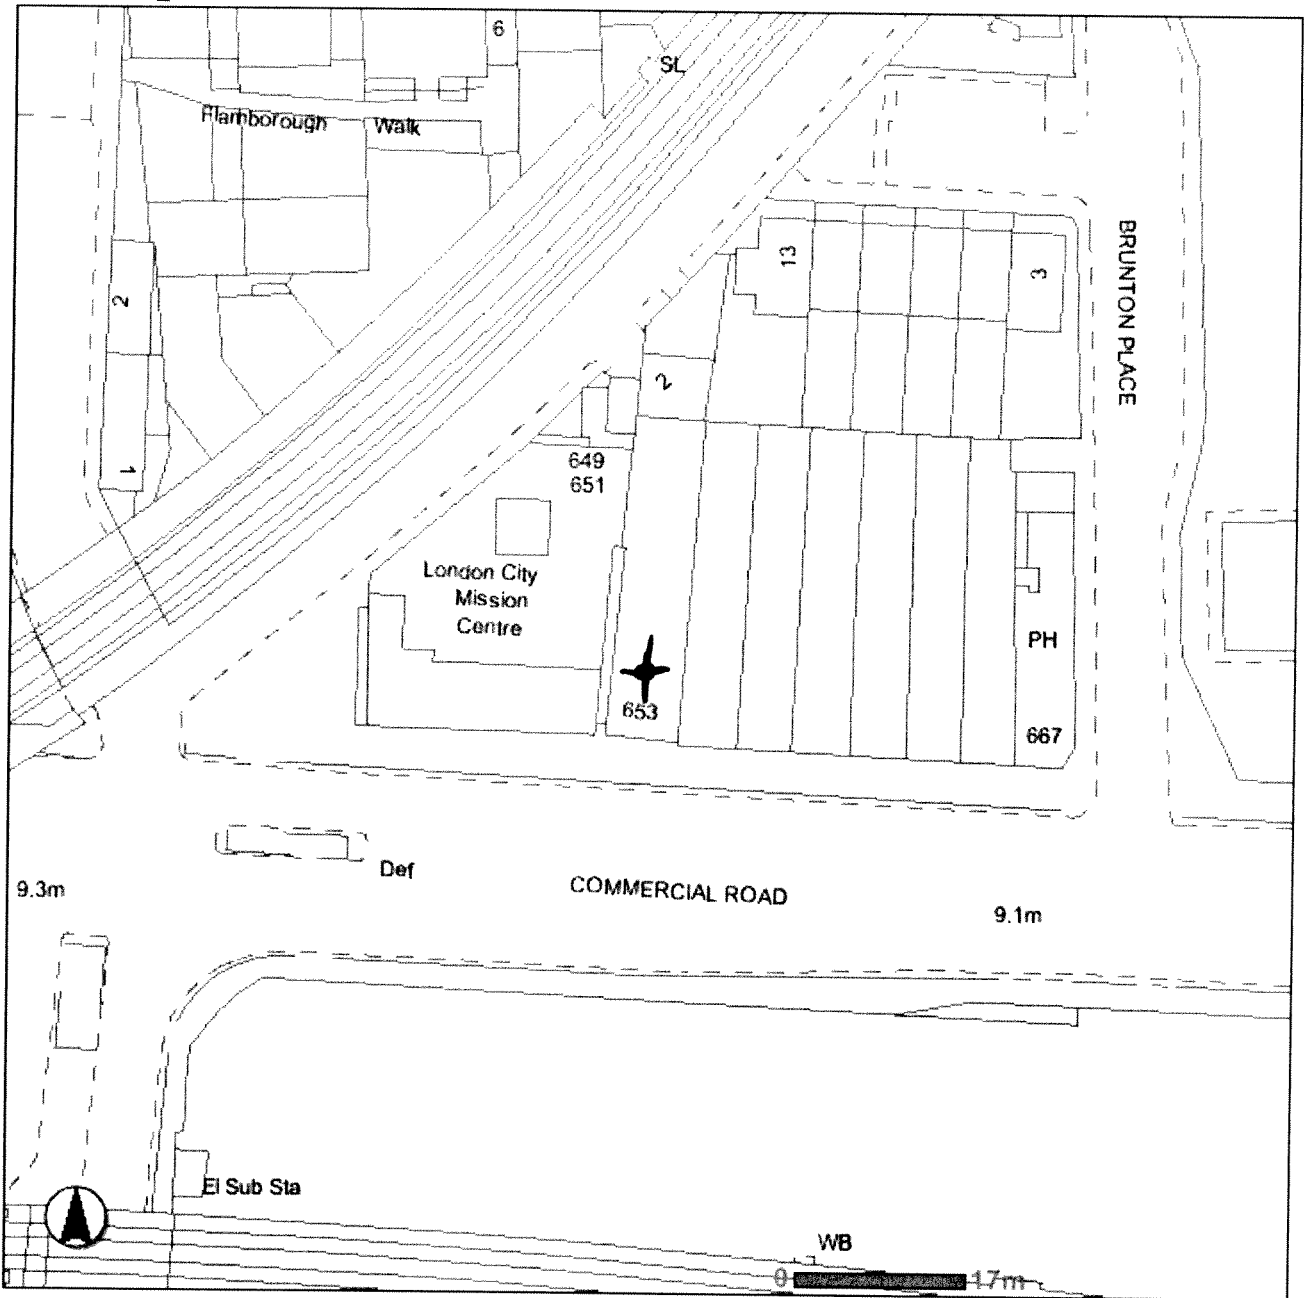 6
SL
Flamborough Walk
13
3
BRUNTON PLACE
2
2
1
649
651
London City
Mission
Centre
PH
653
667
Def
COMMERCIAL ROAD
9.3m
9.1m
El Sub Sta
WB
0 17m